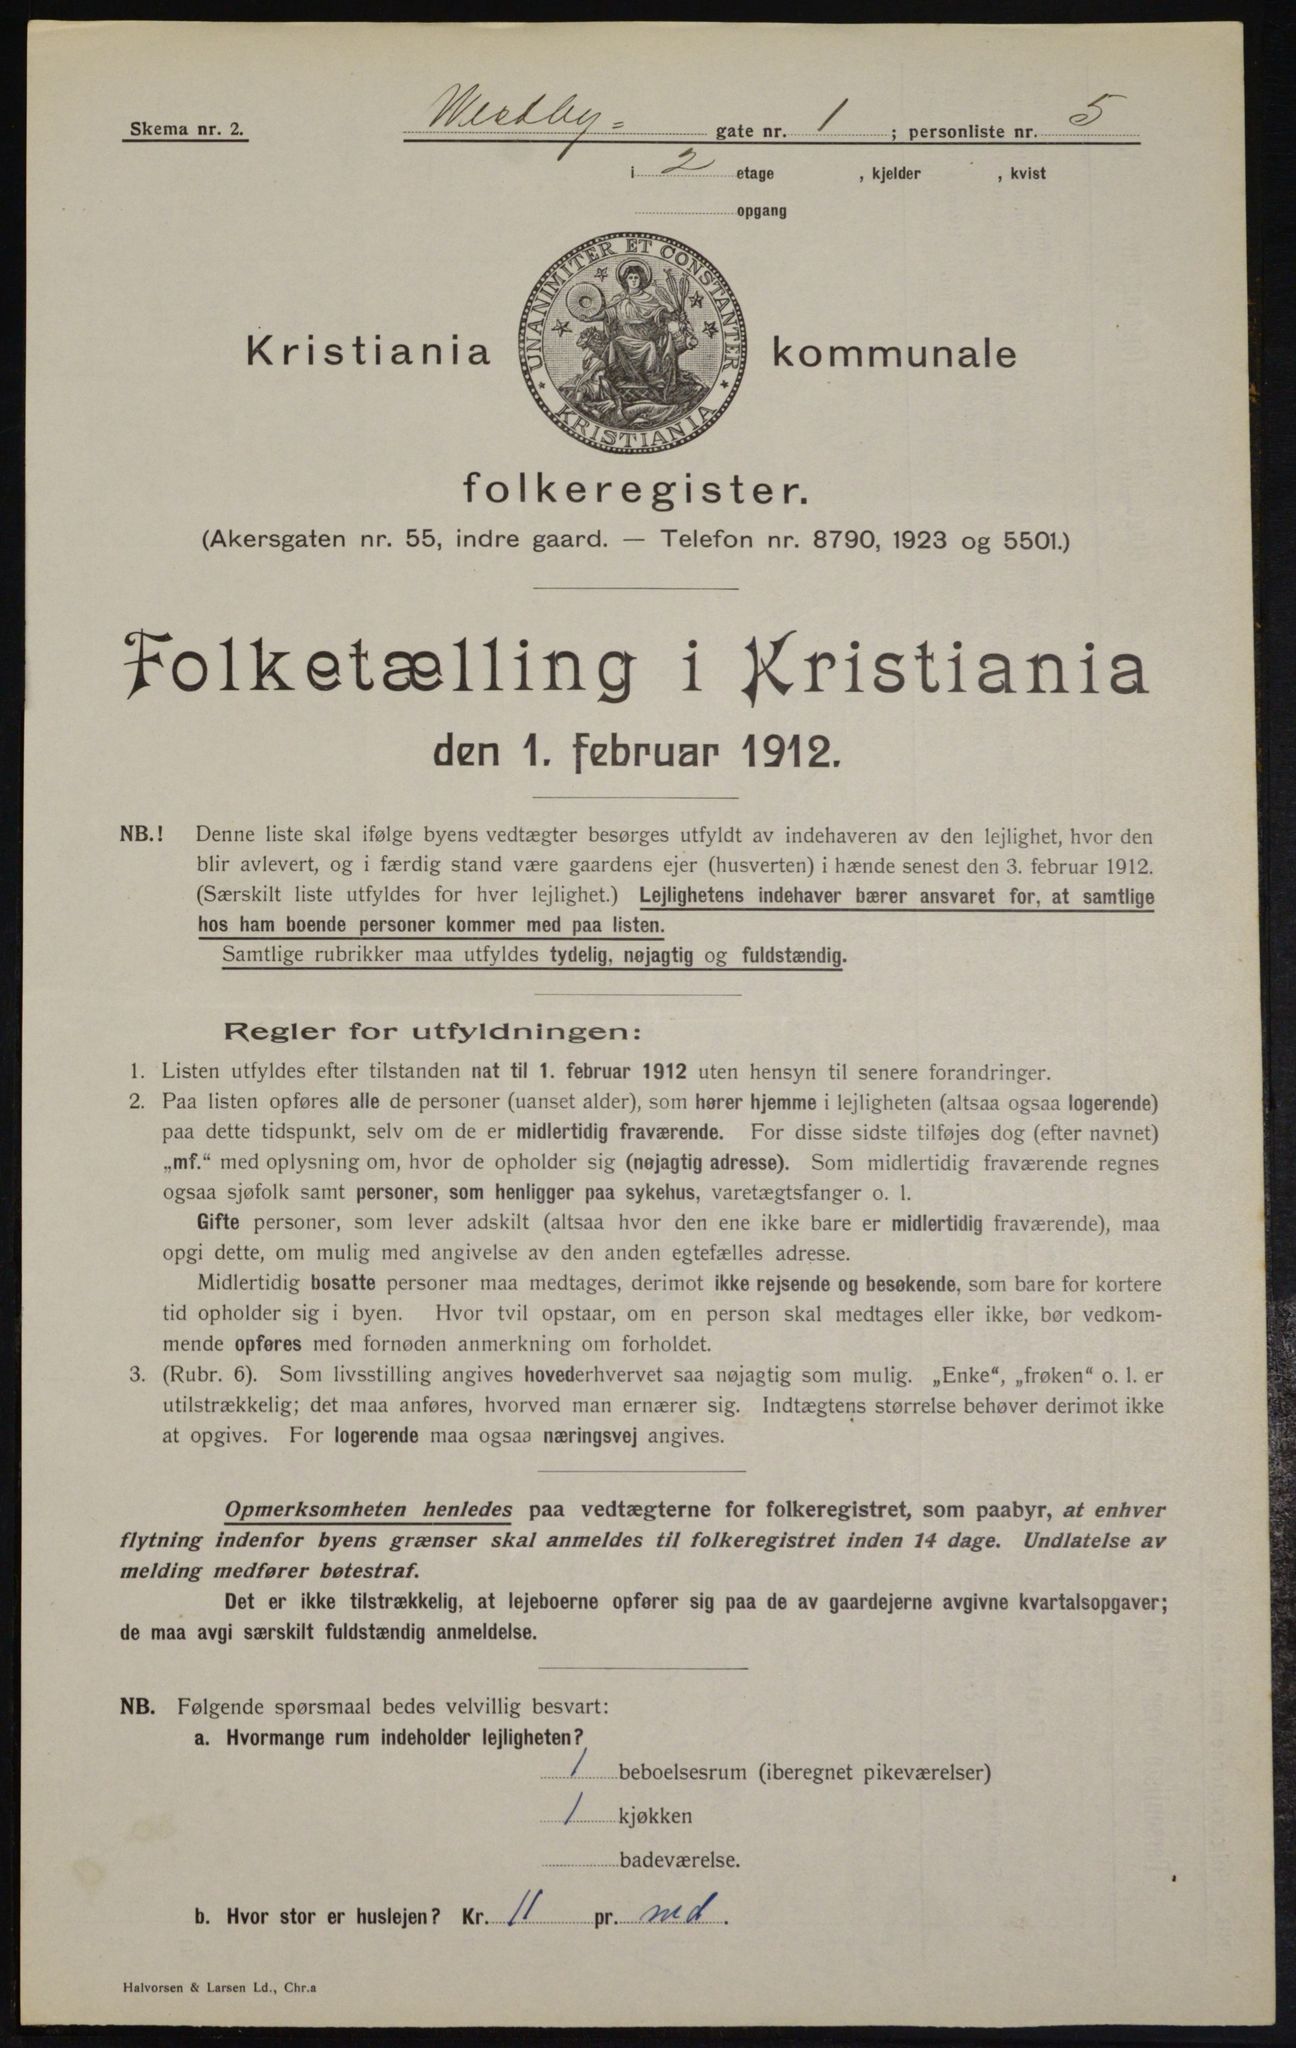 Skema nr. 2.
Westby= gate nr. 1 ; personliste nr. 5
i 2 etage , kjelder , kvist
opgang
UNANIMITER ET CONSTANTER
KRISTIANIA
Kristiania kommunale
folkeregister.
(Akersgaten nr. 55, indre gaard. — Telefon nr. 8790, 1923 og 5501.)
Folketælling i Kristiania
den 1. februar 1912.
NB.! Denne liste skal ifølge byens vedtægter besørges utfyldt av indehaveren av den lejlighet, hvor den
blir avlevert, og i færdig stand være gaardens ejer (husverten) i hænde senest den 3. februar 1912.
(Særskilt liste utfyldes for hver lejlighet.) Lejlighetens indehaver bærer ansvaret for, at samtlige
hos ham boende personer kommer med paa listen.
Samtlige rubrikker maa utfyldes tydelig, nøjagtig og fuldstændig.
Regler for utfyldningen:
1. Listen utfyldes efter tilstanden nat til 1. februar 1912 uten hensyn til senere forandringer.
2. Paa listen opføres alle de personer (uanset alder), som hører hjemme i lejligheten (altsaa ogsaa logerende)
paa dette tidspunkt, selv om de er midlertidig fraværende. For disse sidste tilføjes dog (efter navnet)
„mf.“ med oplysning om, hvor de opholder sig (nøjagtig adresse). Som midlertidig fraværende regnes
ogsaa sjøfolk samt personer, som henligger paa sykehus, varetægtsfanger o. l.
Gifte personer, som lever adskilt (altsaa hvor den ene ikke bare er midlertidig fraværende), maa
opgi dette, om mulig med angivelse av den anden egtefælles adresse.
Midlertidig bosatte personer maa medtages, derimot ikke rejsende og besøkende, som bare for kortere
tid opholder sig i byen. Hvor tvil opstaar, om en person skal medtages eller ikke, bør vedkom-
mende opføres med fornøden anmerkning om forholdet.
3. (Rubr. 6). Som livsstilling angives hovederhvervet saa nøjagtig som mulig. „Enke“, „frøken“ o. l. er
utilstrækkelig; det maa anføres, hvorved man ernærer sig. Indtægtens størrelse behøver derimot ikke
at opgives. For logerende maa ogsaa næringsvej angives.
Opmerksomheten henledes paa vedtægterne for folkeregistret, som paabyr, at enhver
flytning indenfor byens grænser skal anmeldes til folkeregistret inden 14 dage. Undlatelse av
melding medfører bøtestraf.
Det er ikke tilstrækkelig, at lejeboerne opfører sig paa de av gaardejerne avgivne kvartalsopgaver;
de maa avgi særskilt fuldstændig anmeldelse.
NB. Følgende spørsmaal bedes velvillig besvart:
a. Hvormange rum indeholder lejligheten?
1 beboelsesrum (iberegnet pikeværelser)
1 kjøkken
badeværelse.
b. Hvor stor er huslejen? Kr. 11 pr. md.
Halvorsen & Larsen Ld., Chr.a